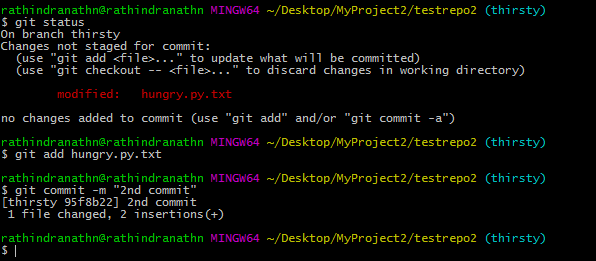 rathindranathn@rathindranathn MINGW64 ~/Desktop/MyProject2/testrepo2 (thirsty)
$ git status
On branch thirsty
Changes not staged for commit:
  (use "git add <file>..." to update what will be committed)
  (use "git checkout -- <file>..." to discard changes in working directory)
        modified:   hungry.py.txt
no changes added to commit (use "git add" and/or "git commit -a")
rathindranathn@rathindranathn MINGW64 ~/Desktop/MyProject2/testrepo2 (thirsty)
$ git add hungry.py.txt
rathindranathn@rathindranathn MINGW64 ~/Desktop/MyProject2/testrepo2 (thirsty)
$ git commit -m "2nd commit"
[thirsty 95f8b22] 2nd commit
 1 file changed, 2 insertions(+)
rathindranathn@rathindranathn MINGW64 ~/Desktop/MyProject2/testrepo2 (thirsty)
$